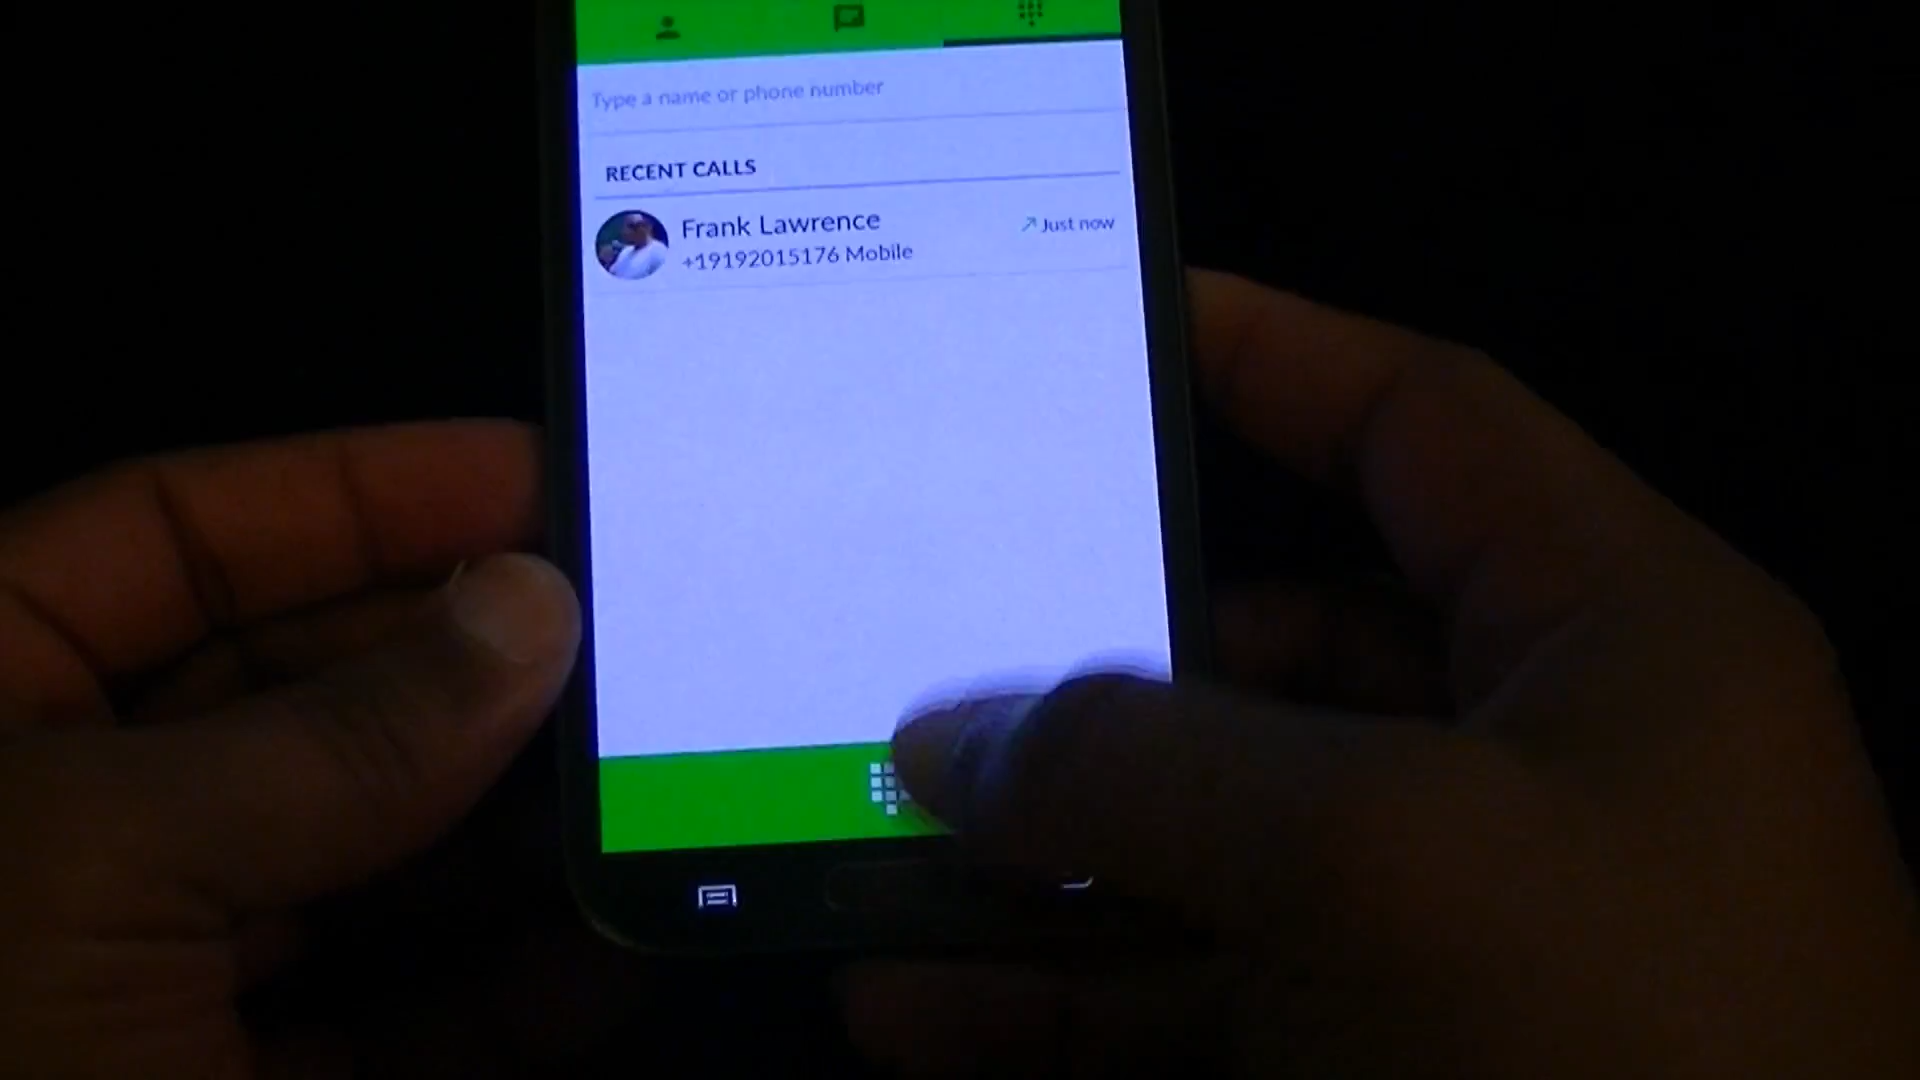 Type a name or phone number
RECENT CALLS
Frank Lawrence
Just now
+19192015176 Mobile